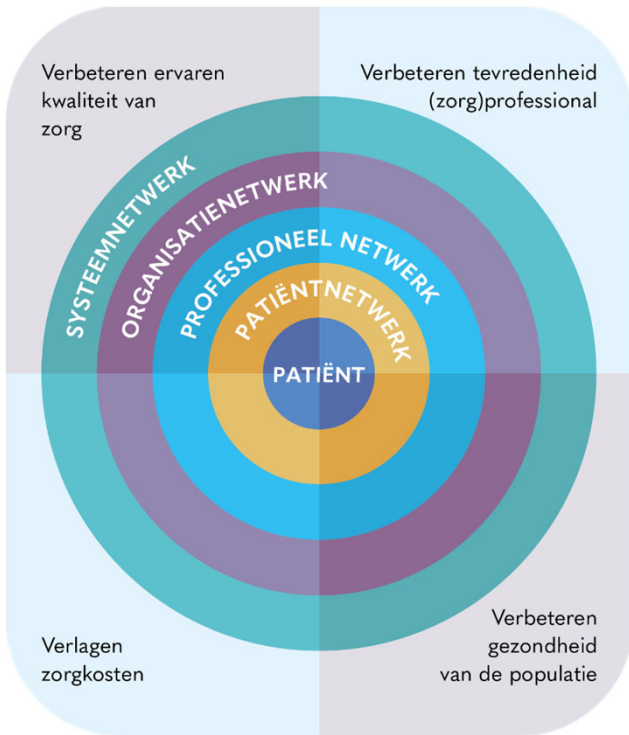 Verbeteren ervaren
kwaliteit van
zorg
Verbeteren tevredenheid
(zorg)professional
SYSTEEMNETWERK
ORGANISATIENETWERK
PROFESSIONEEL NETWERK
PATIËNTNETWERK
PATIËNT
Verlagen
zorgkosten
Verbeteren
gezondheid
van de populatie